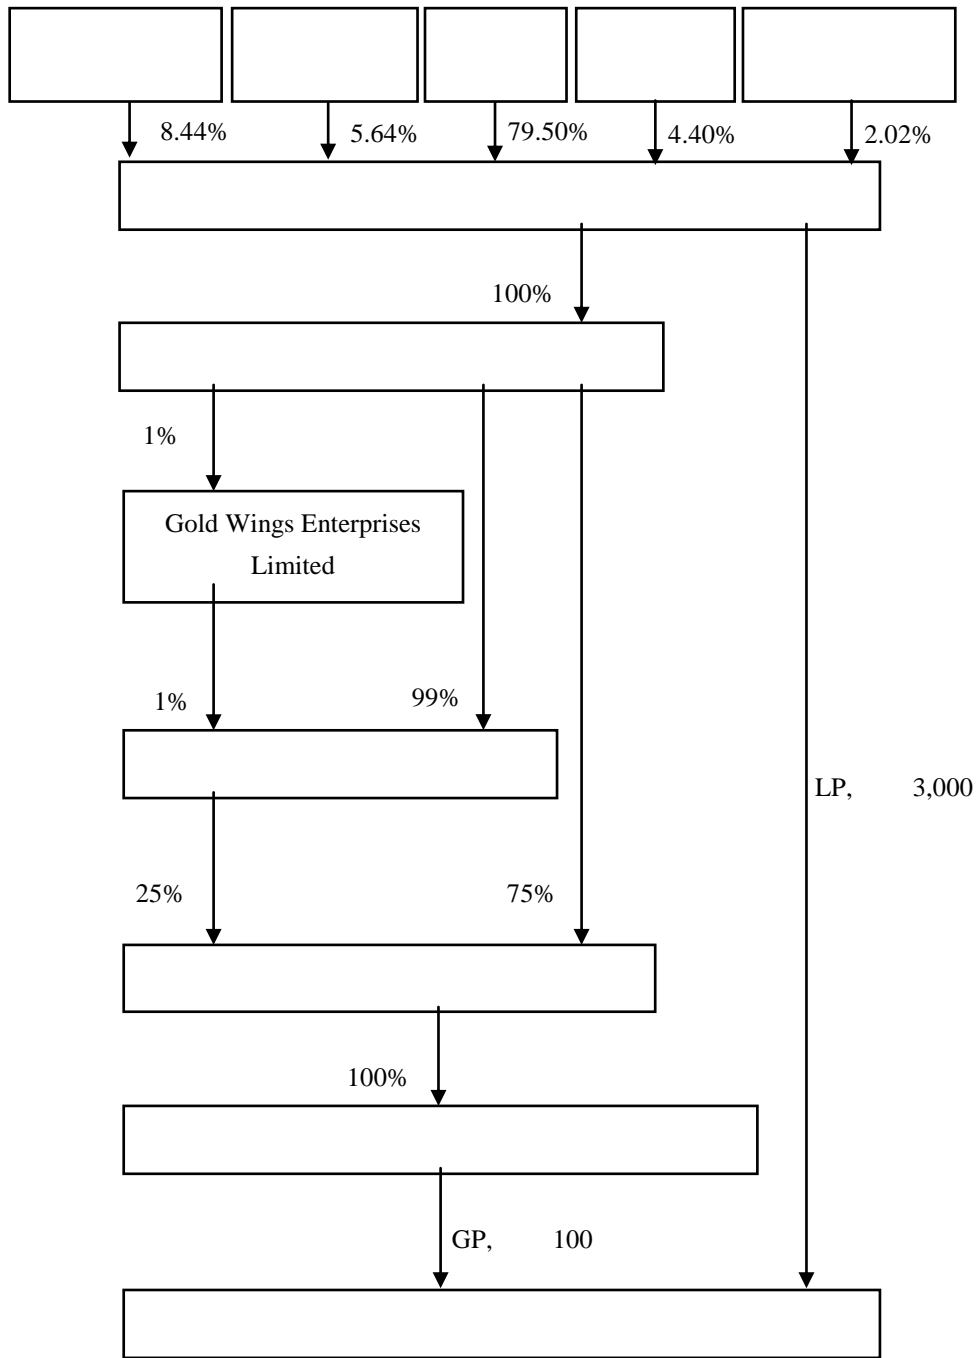 8.44% 5.64% 79.50% 4.40% 2.02%
100%
1%
Gold Wings Enterprises
Limited
1% 99%
LP, 3,000
25% 75%
100%
GP, 100